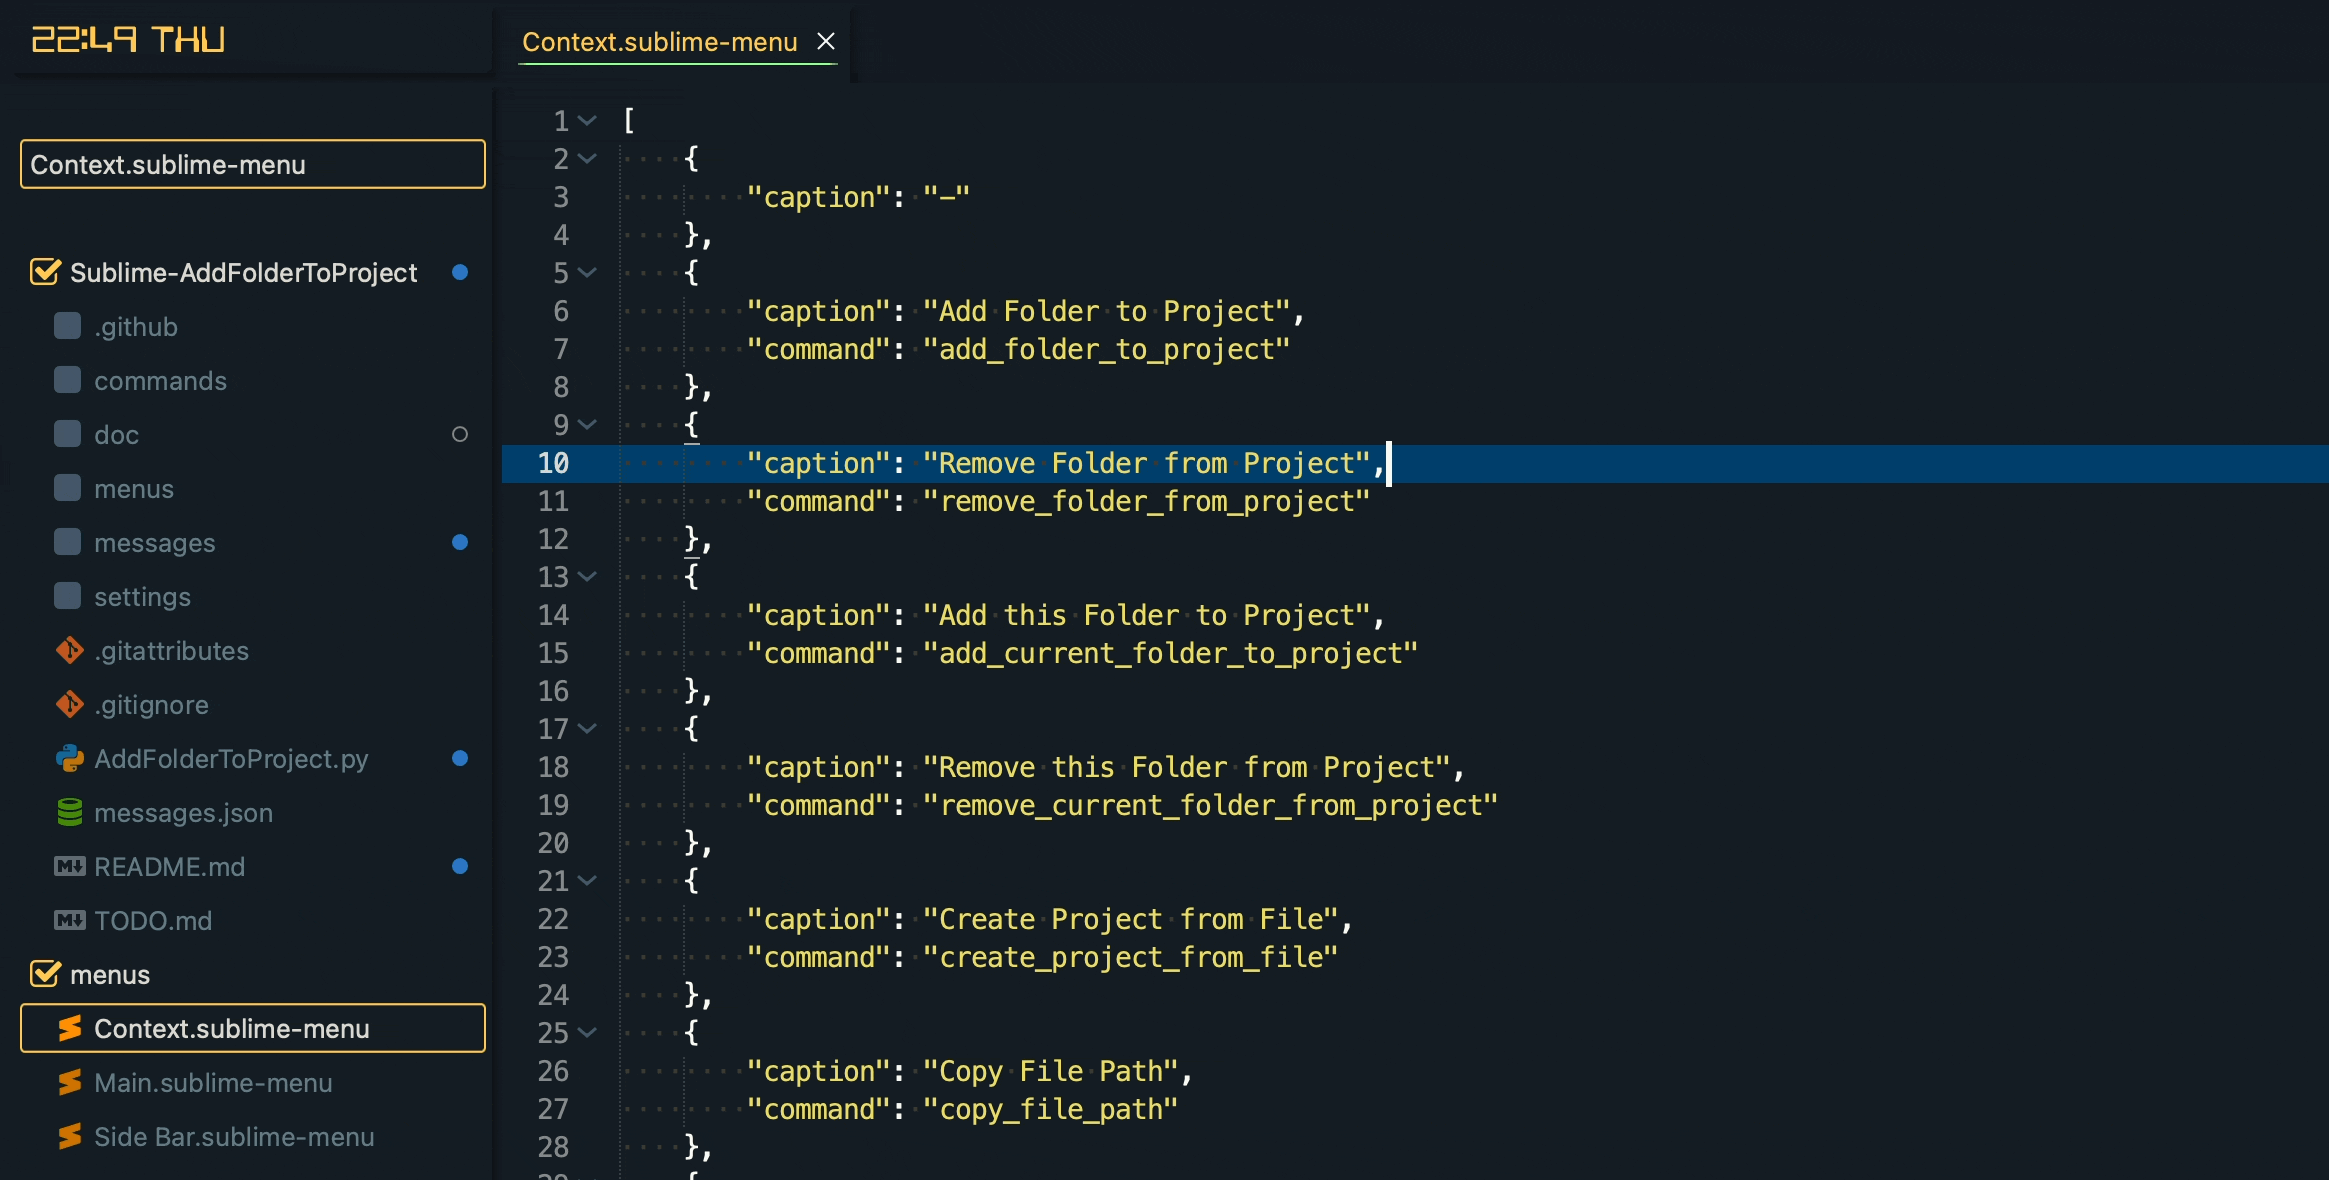 22:49 THU
Context.sublime-menu
Context.sublime-menu
Sublime-AddFolderToProject
.github
commands
doc
menus
messages
settings
.gitattributes
.gitignore
AddFolderToProject.py
messages.json
README.md
TODO.md
menus
Context.sublime-menu
Main.sublime-menu
Side Bar.sublime-menu
1 [
2 {
3 "caption": "-"
4 },
5 {
6 "caption": "Add Folder to Project",
7 "command": "add_folder_to_project"
8 },
9 {
10 "caption": "Remove Folder from Project",
11 "command": "remove_folder_from_project"
12 },
13 {
14 "caption": "Add this Folder to Project",
15 "command": "add_current_folder_to_project"
16 },
17 {
18 "caption": "Remove this Folder from Project",
19 "command": "remove_current_folder_from_project"
20 },
21 {
22 "caption": "Create Project from File",
23 "command": "create_project_from_file"
24 },
25 {
26 "caption": "Copy File Path",
27 "command": "copy_file_path"
28 },